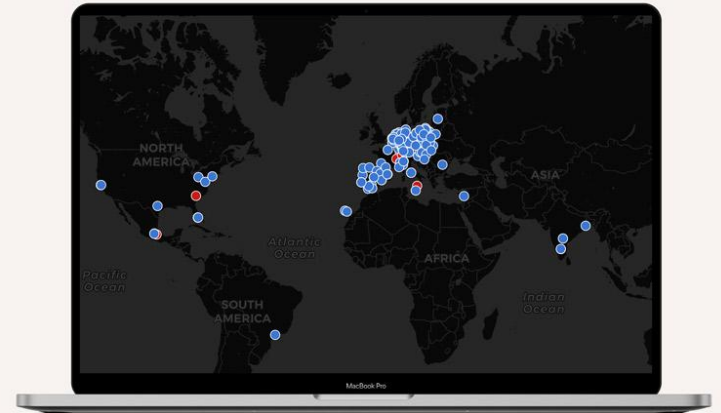 NORTH
AMERICA
ASIA
Atlantic
Ocean
AFRICA
Pacific
Ocean
Indian
Ocean
SOUTH
AMERICA
MacBook Pro